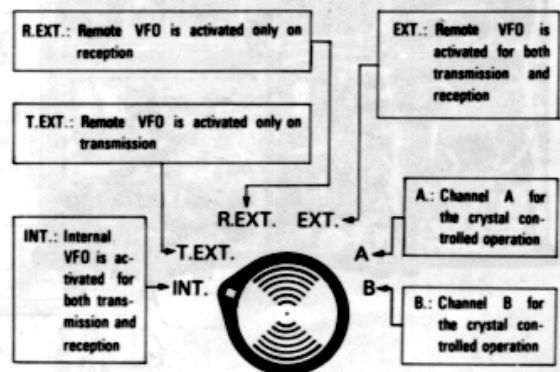 R.EXT.: Remote VFO is activated only on
reception
T.EXT.: Remote VFO is activated only on
transmission
EXT.: Remote VFO is
activated for both
transmission and
reception
INT.: Internal
VFO is ac-
tivated for
both trans-
mission and
reception
R.EXT. EXT.
T.EXT.
INT.
A
B
A.: Channel A for
the crystal con-
trolled operation
B.: Channel B for
the crystal con-
trolled operation